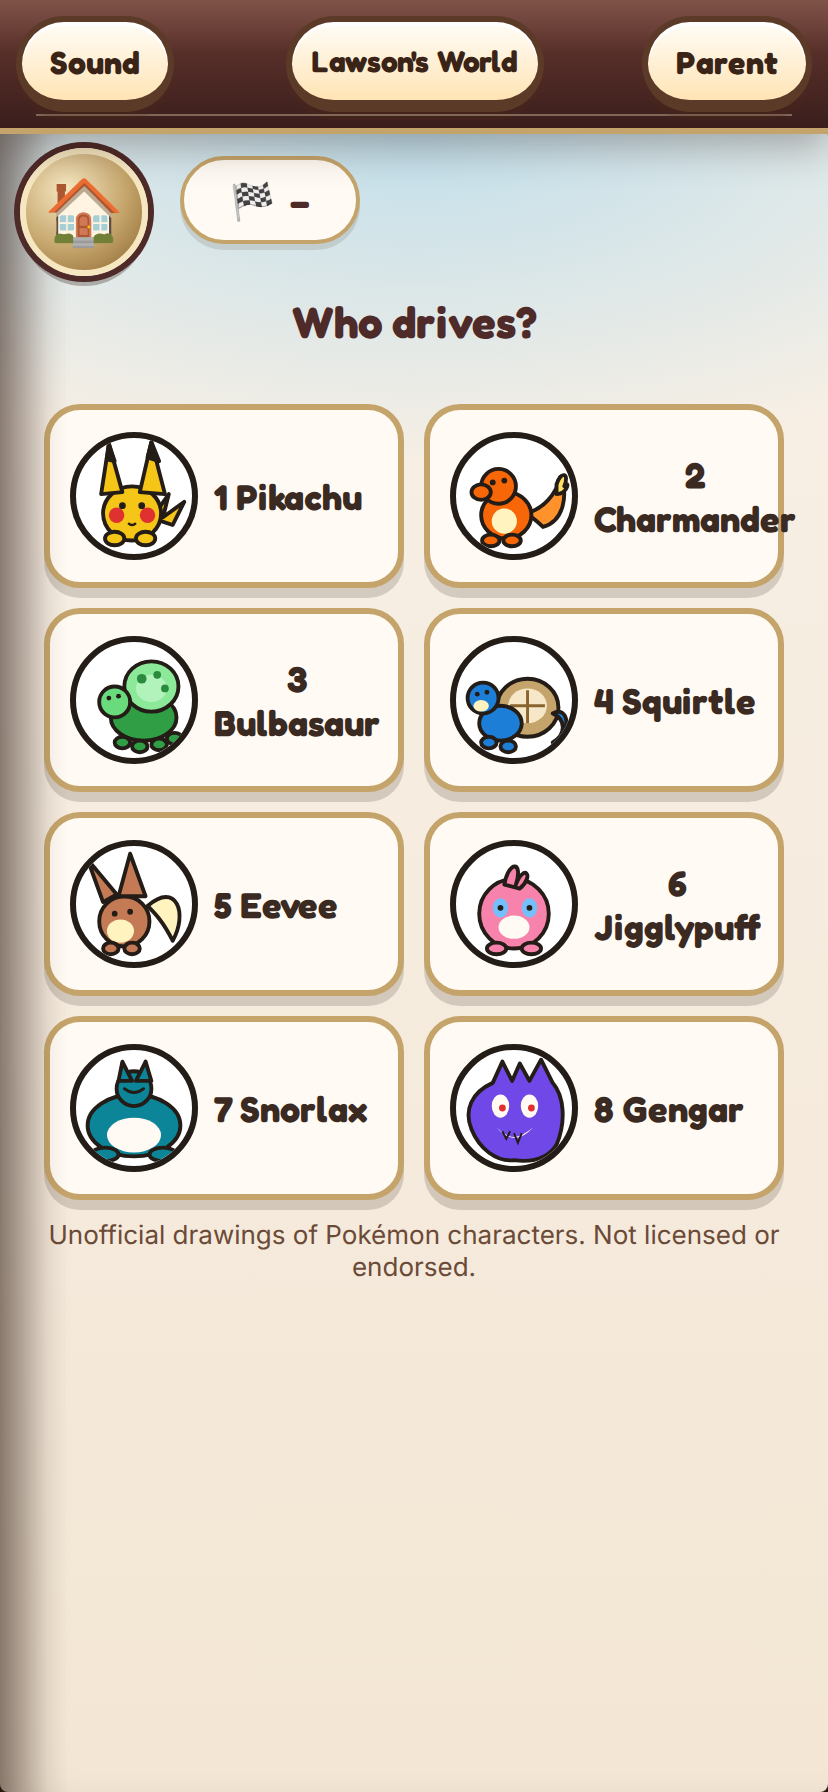 Sound
Lawson's World
Parent
–
Who drives?
1 Pikachu
2
Charmander
3
Bulbasaur
4 Squirtle
5 Eevee
6
Jigglypuff
7 Snorlax
8 Gengar
Unofficial drawings of Pokémon characters. Not licensed or
endorsed.